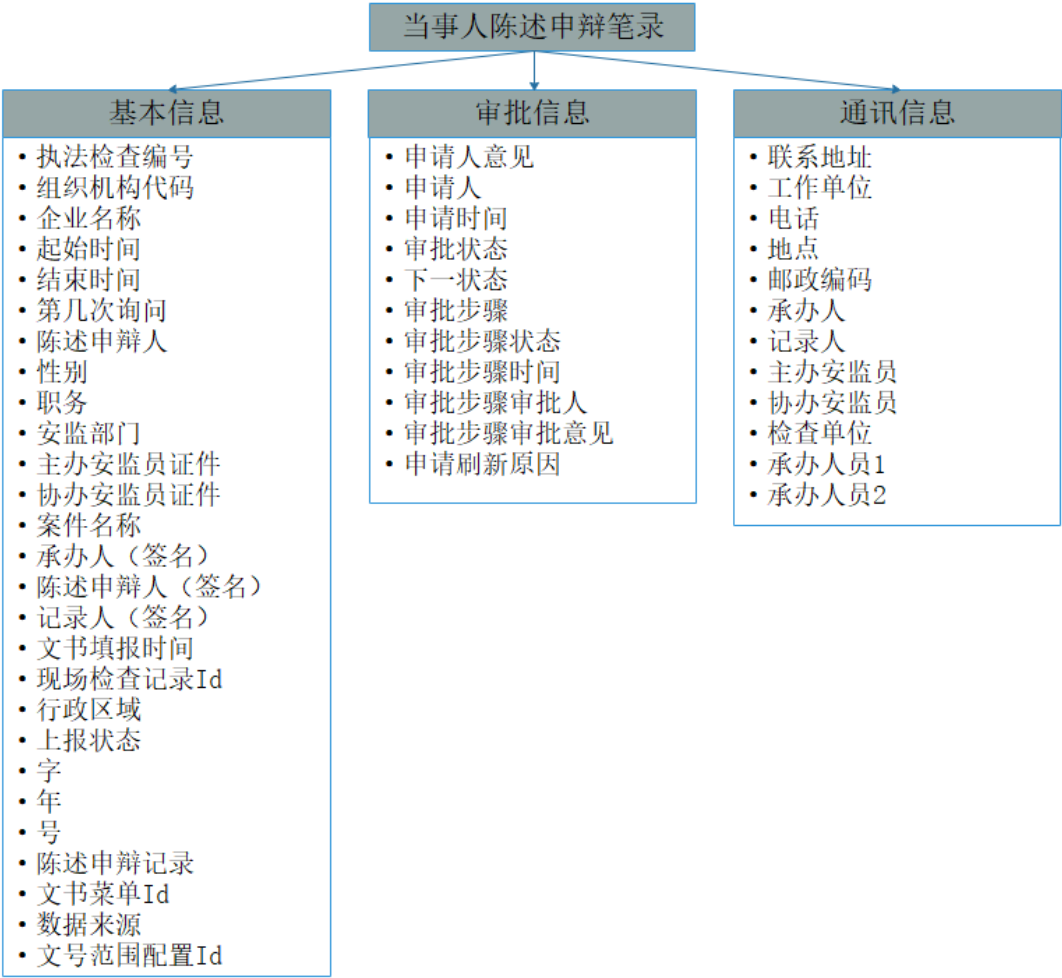 当事人陈述申辩笔录
基本信息
• 执法检查编号
• 组织机构代码
• 企业名称
• 起始时间
• 结束时间
• 第几次询问
• 陈述申辩人
• 性别
• 职务
• 安监部门
• 主办安监员证件
• 协办安监员证件
• 案件名称
• 承办人（签名）
• 陈述申辩人（签名）
• 记录人（签名）
• 文书填报时间
• 现场检查记录Id
• 行政区域
• 上报状态
• 字
• 年
• 号
• 陈述申辩记录
• 文书菜单Id
• 数据来源
• 文号范围配置Id
审批信息
• 申请人意见
• 申请人
• 申请时间
• 审批状态
• 下一状态
• 审批步骤
• 审批步骤状态
• 审批步骤时间
• 审批步骤审批人
• 审批步骤审批意见
• 申请刷新原因
通讯信息
• 联系地址
• 工作单位
• 电话
• 地点
• 邮政编码
• 承办人
• 记录人
• 主办安监员
• 协办安监员
• 检查单位
• 承办人员1
• 承办人员2